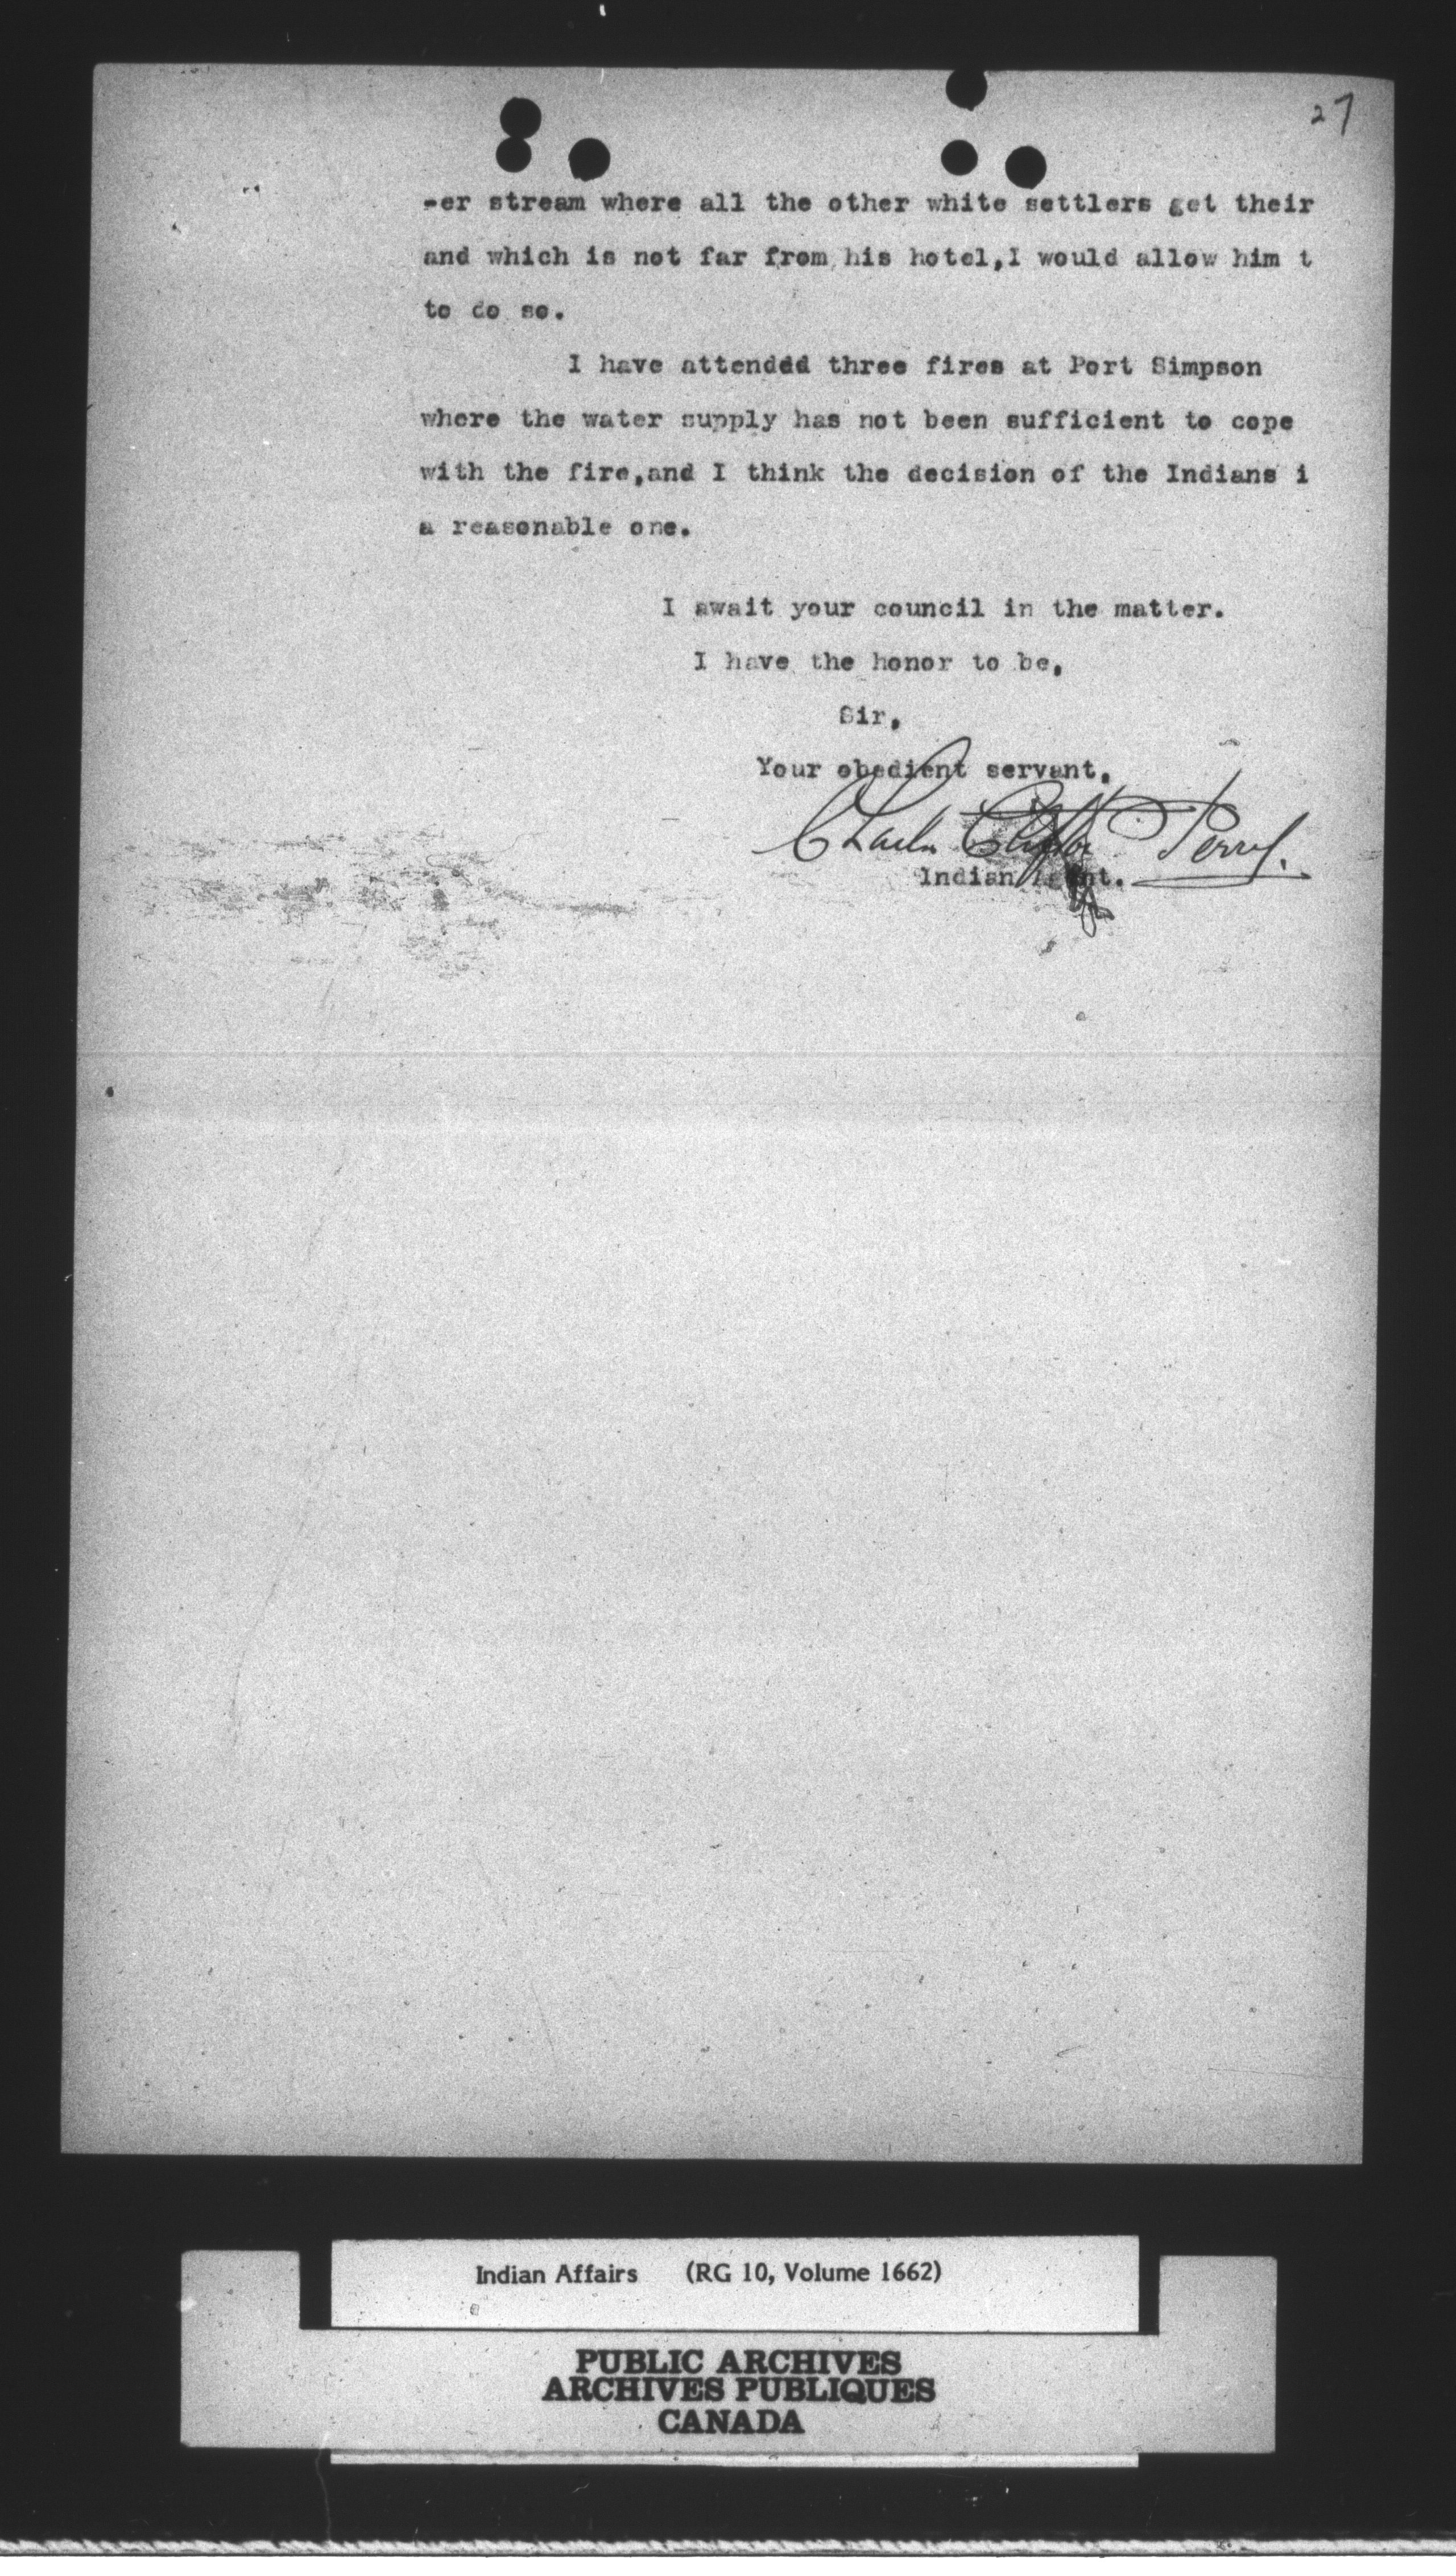 27
-er stream where all the other white settlers get their
and which is not far from his hotel,I would allow him t
to do so.
I have attended three fires at Port Simpson
where the water supply has not been sufficient to cope
with the fire,and I think the decision of the Indians i
a reasonable one.
I await your council in the matter.
I have the honor to be,
Sir,
Your obedient servant,
Charles Clifton Perry.
Indian Agent.
Indian Affairs (RG 10, Volume 1662)
PUBLIC ARCHIVES
ARCHIVES PUBLIQUES
CANADA